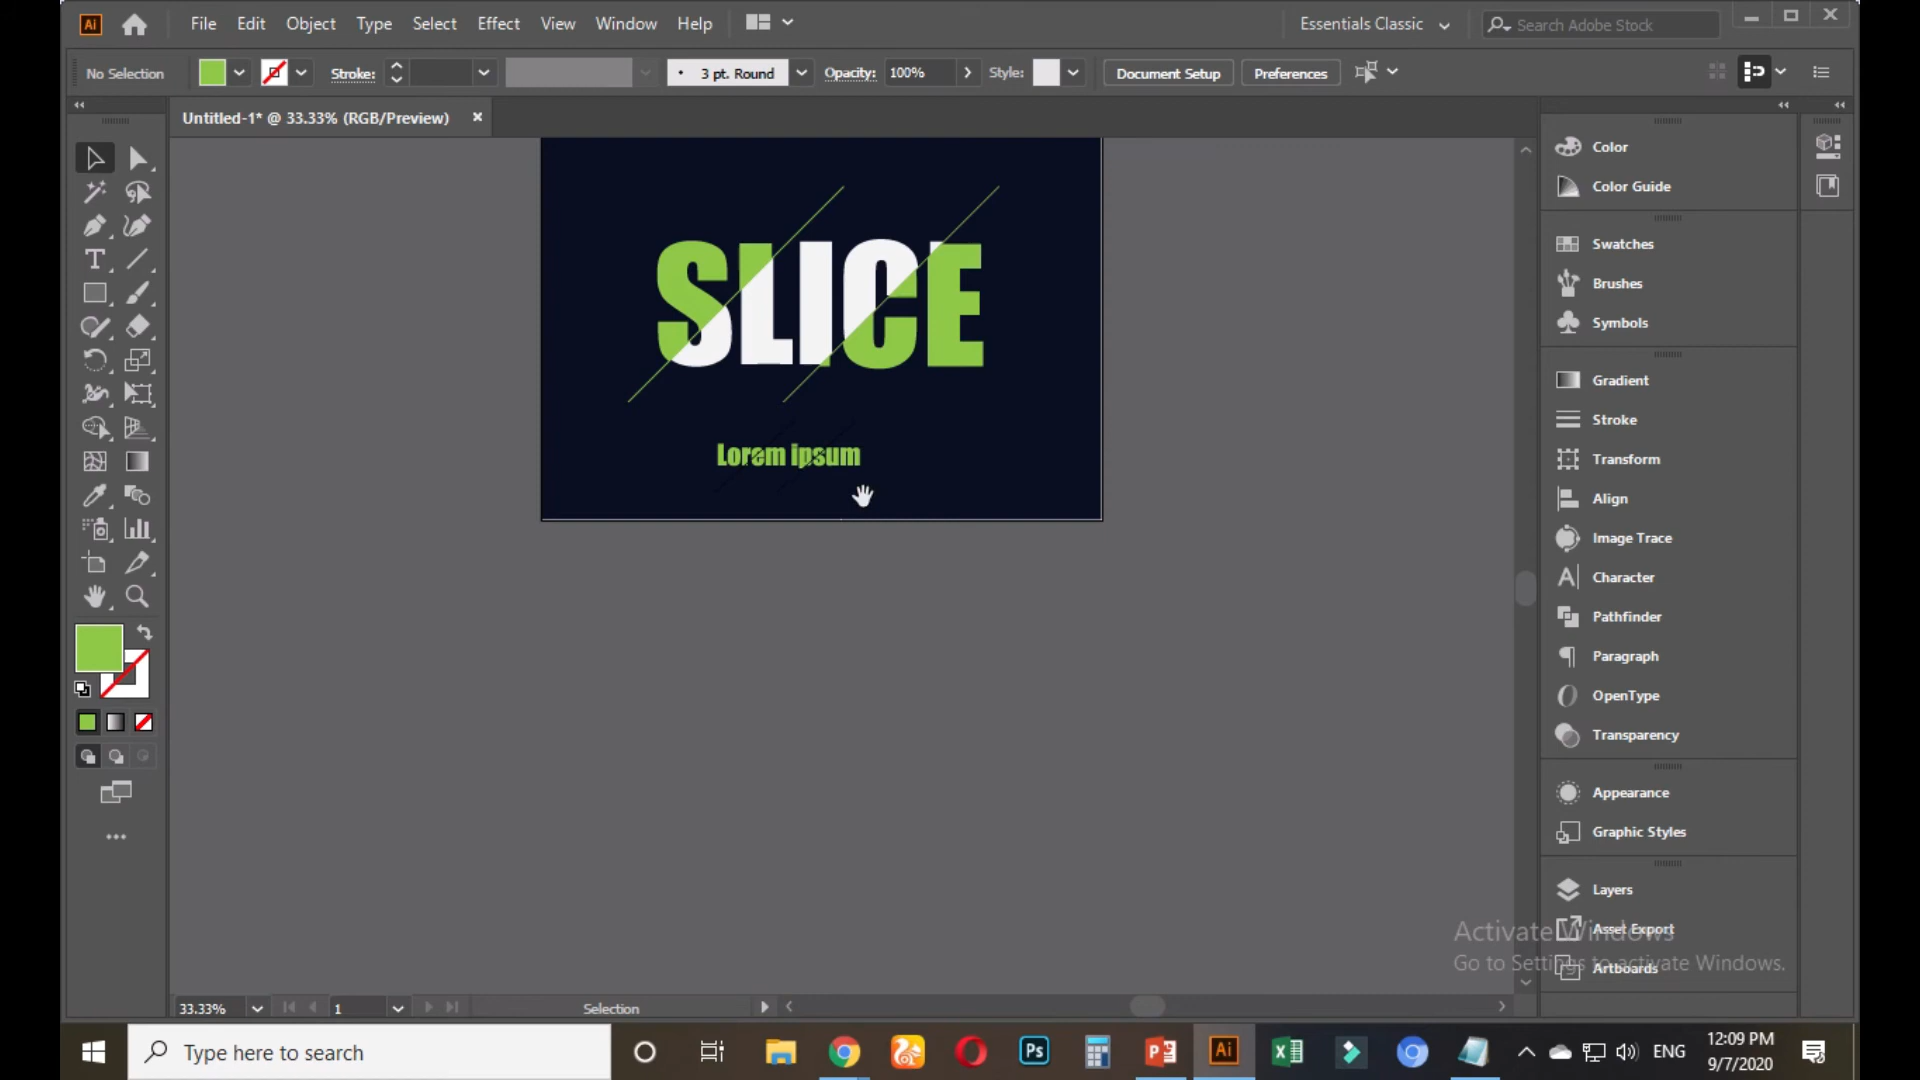 Ai File Edit Object Type Select Effect View Window Help Essentials Classic Search Adobe Stock
No Selection Stroke: 3 pt. Round Opacity: 100% Style: Document Setup Preferences
Untitled-1* @ 33.33% (RGB/Preview)
SLICE
Lorem ipsum
Color
Color Guide
Swatches
Brushes
Symbols
Gradient
Stroke
Transform
Align
Image Trace
Character
Pathfinder
Paragraph
OpenType
Transparency
Appearance
Graphic Styles
Layers
Asset Export
Artboards
Activate Windows
Go to Settings to activate Windows.
33.33% 1 Selection
Type here to search
Ps
Ai
ENG
12:09 PM
9/7/2020